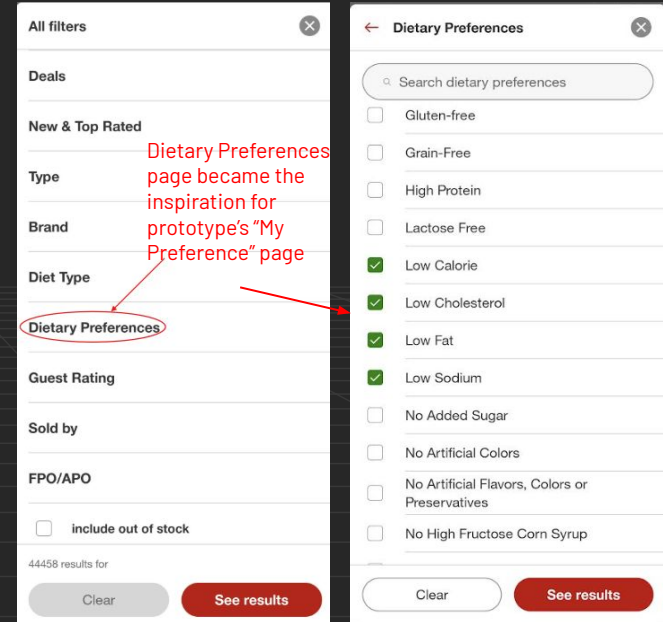 All filters
Deals
New & Top Rated
Type
Brand
Diet Type
Dietary Preferences
Guest Rating
Sold by
FPO/APO
include out of stock
44458 results for
Clear
See results
Dietary Preferences
page became the
inspiration for
prototype's “My
Preference” page
Dietary Preferences
Search dietary preferences
Gluten-free
Grain-Free
High Protein
Lactose Free
Low Calorie
Low Cholesterol
Low Fat
Low Sodium
No Added Sugar
No Artificial Colors
No Artificial Flavors, Colors or
Preservatives
No High Fructose Corn Syrup
Clear
See results